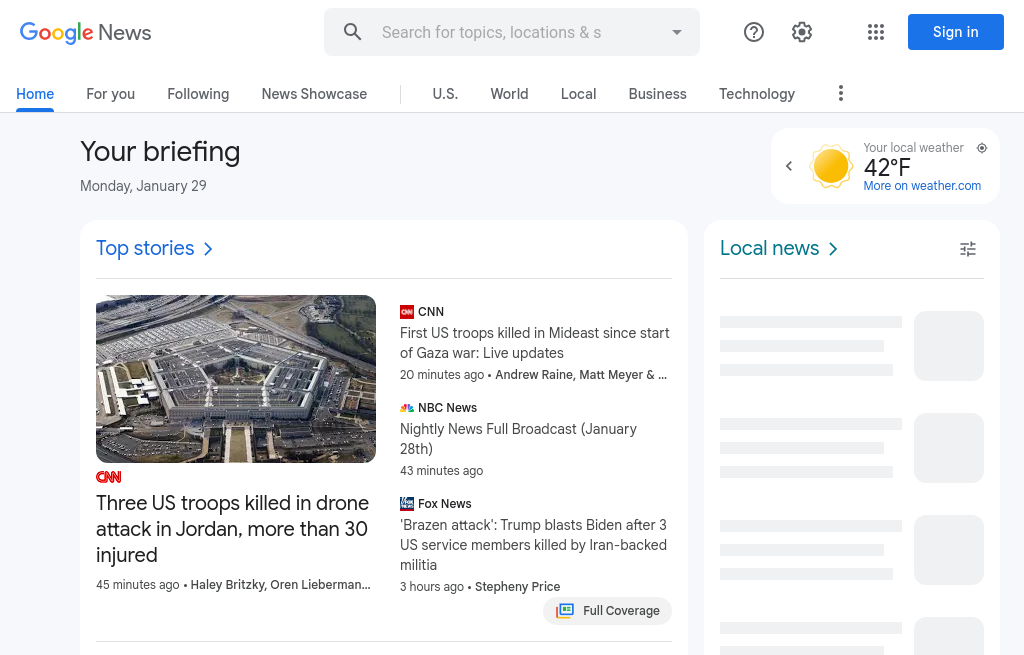 Google News
Search for topics, locations & s
Sign in
Home
For you
Following
News Showcase
U.S.
World
Local
Business
Technology
Your briefing
Monday, January 29
Your local weather
42°F
More on weather.com
Top stories
CNN
Three US troops killed in drone
attack in Jordan, more than 30
injured
45 minutes ago • Haley Britzky, Oren Lieberman...
CNN
CNN
First US troops killed in Mideast since start
of Gaza war: Live updates
20 minutes ago • Andrew Raine, Matt Meyer & ...
NBC News
Nightly News Full Broadcast (January
28th)
43 minutes ago
FOX NEWS
Fox News
'Brazen attack': Trump blasts Biden after 3
US service members killed by Iran-backed
militia
3 hours ago • Stepheny Price
Full Coverage
Local news